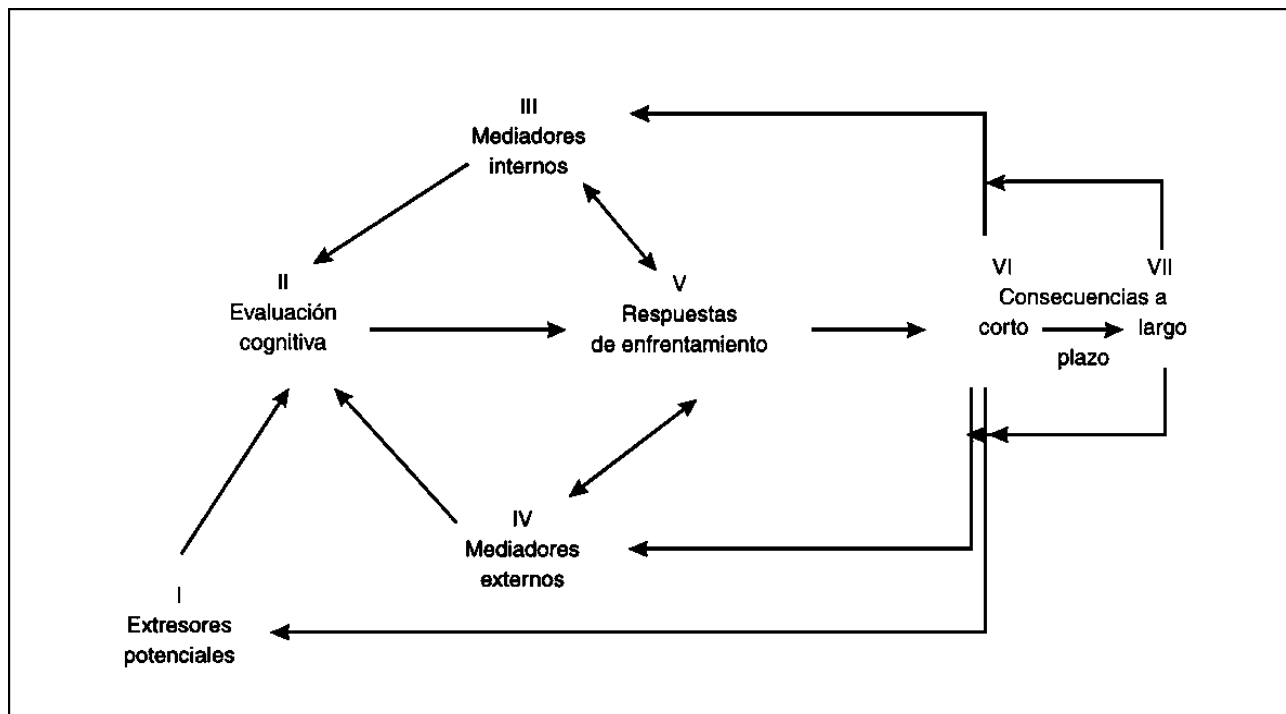 III
Mediadores
internos
II
Evaluación
cognitiva
V
Respuestas
de enfrentamiento
VI
VII
Consecuencias a
corto
largo
plazo
IV
Mediadores
externos
I
Extresores
potenciales